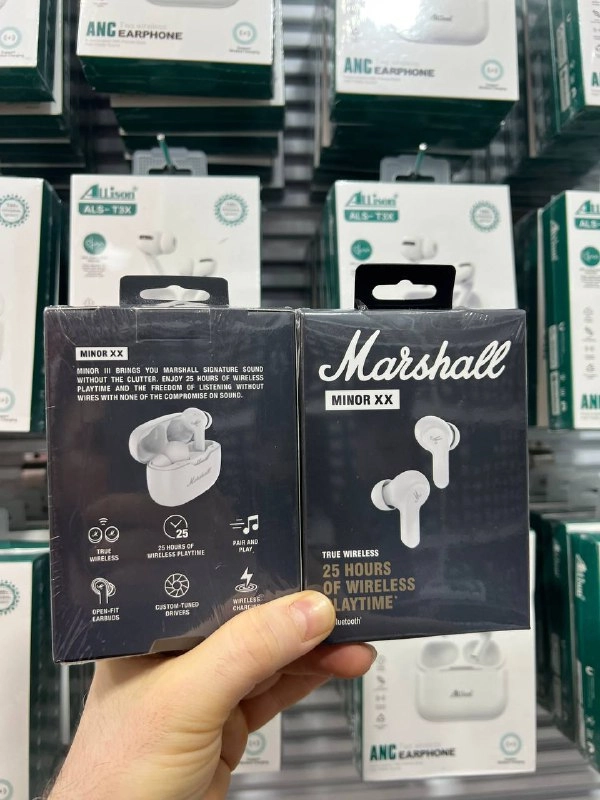 ANC EARPHONE
Allison
ANC EARPHONE
Allison
ALS-T3X
Allison
ALS-T3X
MINOR XX
MINOR III BRINGS YOU MARSHALL SIGNATURE SOUND
WITHOUT THE CLUTTER. ENJOY 25 HOURS OF WIRELESS
PLAYTIME AND THE FREEDOM OF LISTENING WITHOUT
WIRES WITH NONE OF THE COMPROMISE ON SOUND.
Marshall
TRUE
WIRELESS
25
25 HOURS OF
WIRELESS PLAYTIME
PAIR AND
PLAY
OPEN-FIT
EARBUDS
CUSTOM-TUNED
DRIVERS
WIRELESS
Marshall
MINOR XX
TRUE WIRELESS
25 HOURS
OF WIRELESS
Allison
ANC EARPHONE